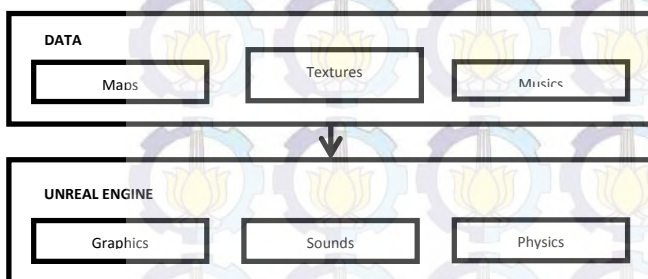 DATA
Maps
Textures
Musics
UNREAL ENGINE
Graphics
Sounds
Physics